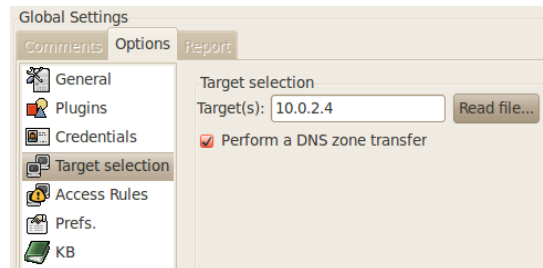 Global Settings
Comments Options Report
General
Plugins
Credentials
Target selection
Access Rules
Prefs.
KB
Target selection
Target(s): 10.0.2.4 Read file...
Perform a DNS zone transfer